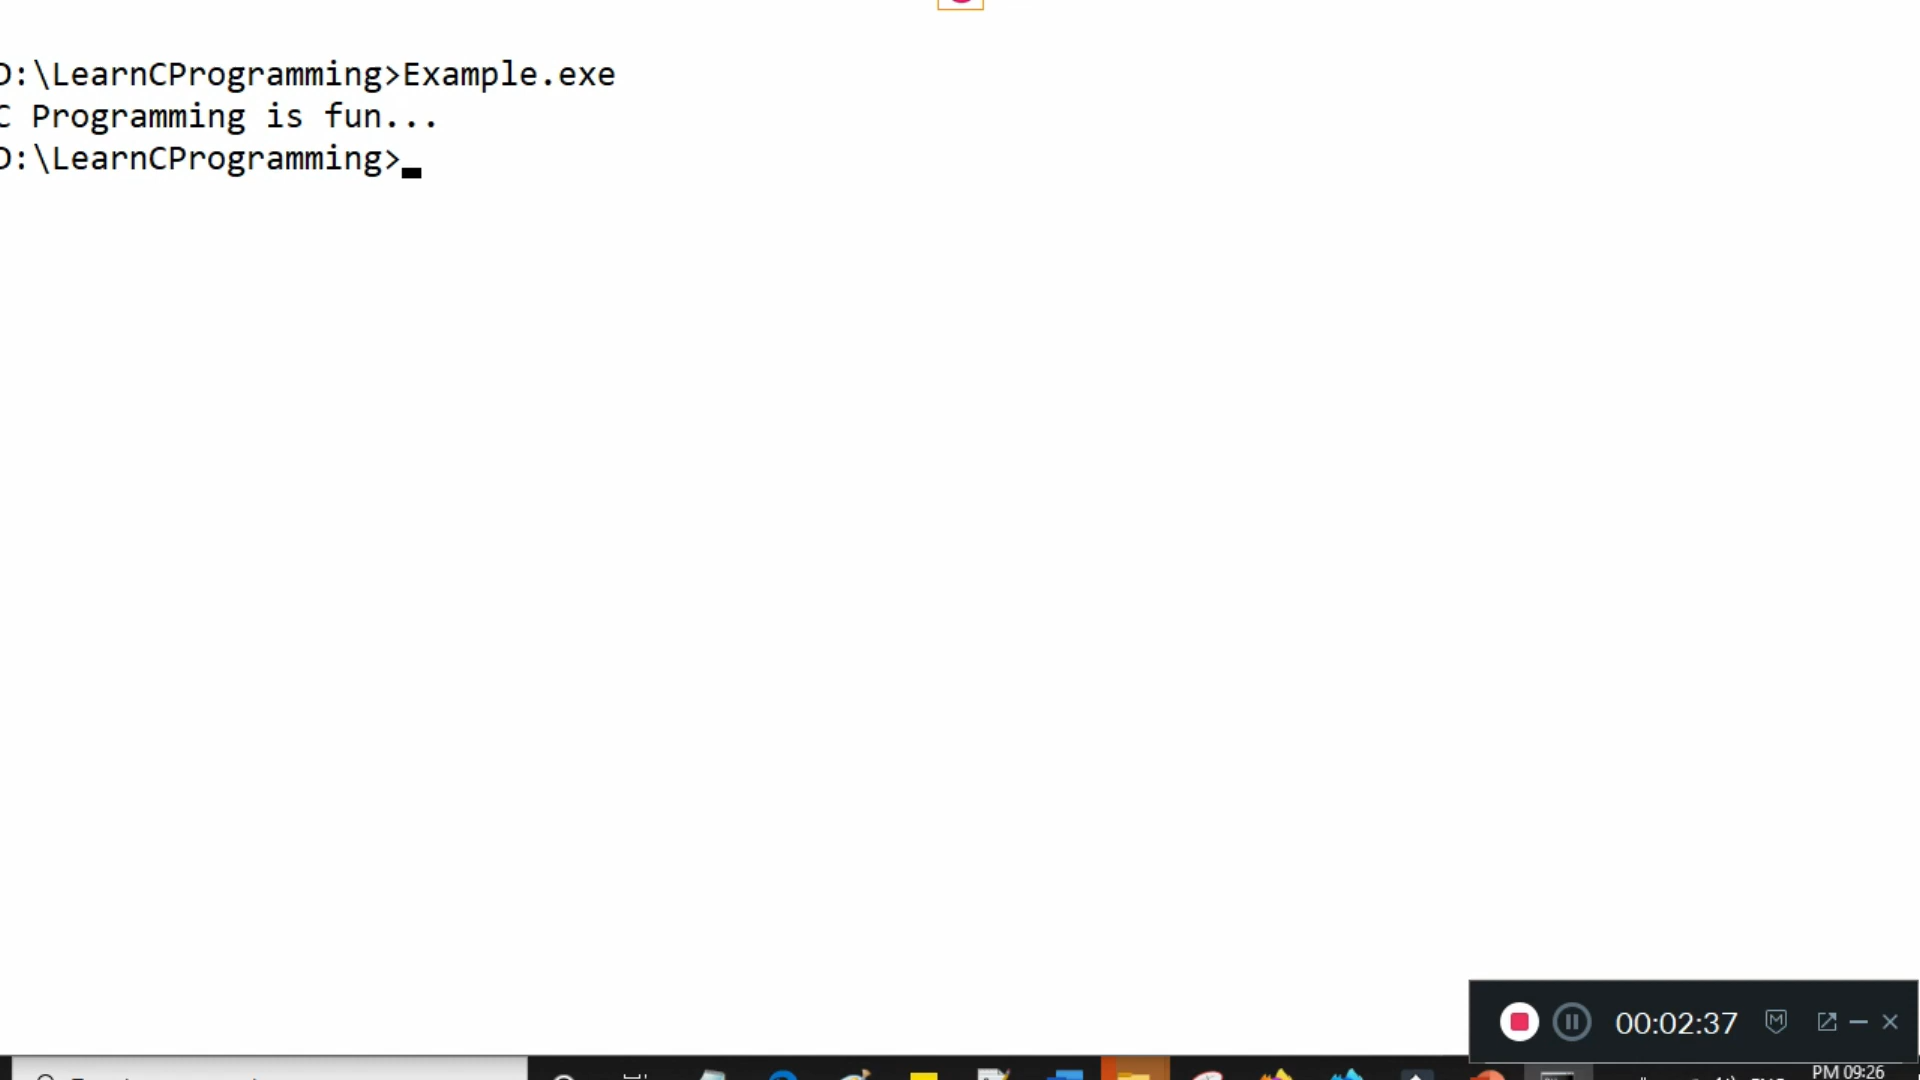 D:\LearnCProgramming>Example.exe
C Programming is fun...
D:\LearnCProgramming>
00:02:37
PM 09:26